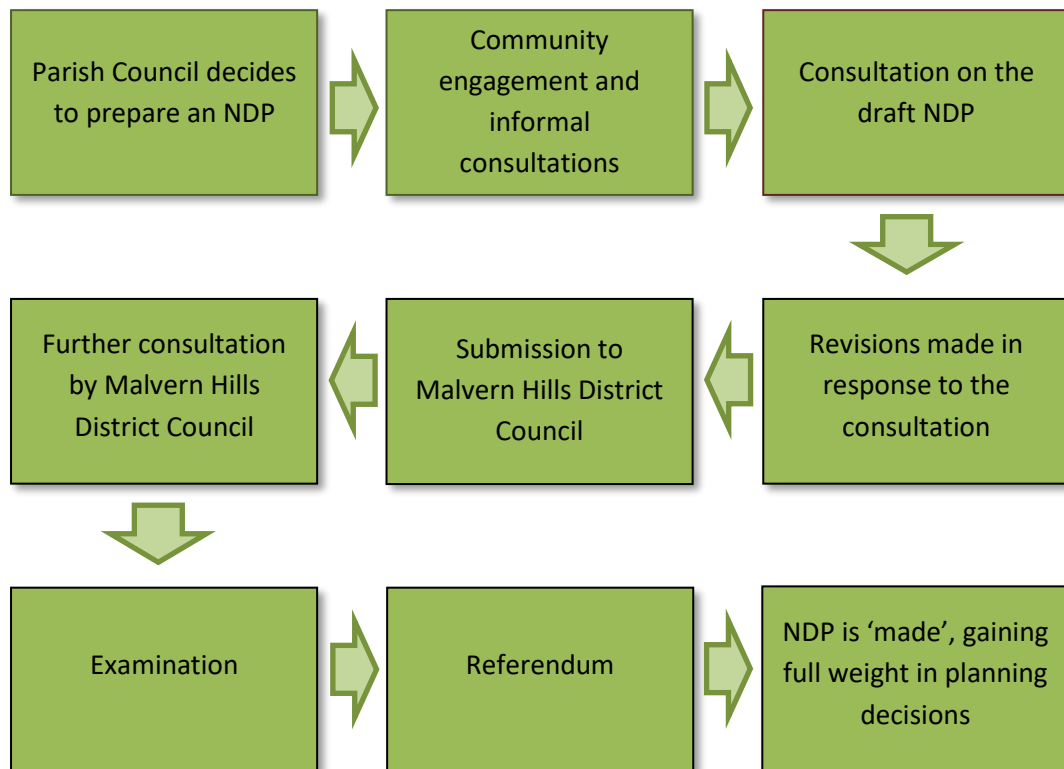 Parish Council decides
to prepare an NDP
Community
engagement and
informal
consultations
Consultation on the
draft NDP
Revisions made in
response to the
consultation
Submission to
Malvern Hills District
Council
Further consultation
by Malvern Hills
District Council
Examination
Referendum
NDP is ‘made’, gaining
full weight in planning
decisions